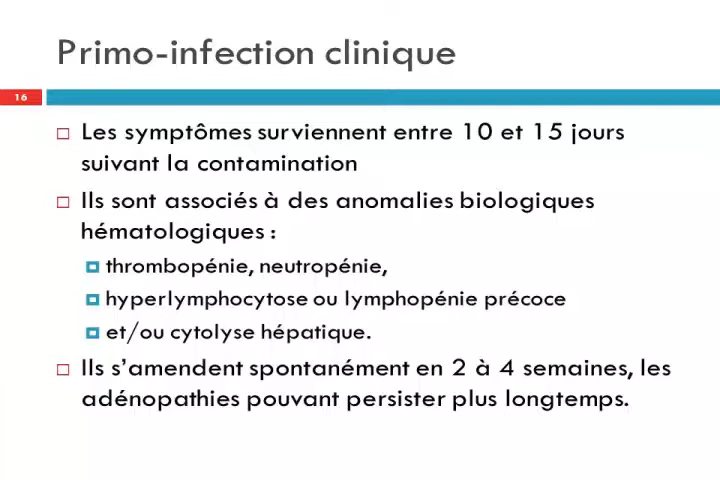 Primo-infection clinique
16
Les symptômes surviennent entre 10 et 15 jours
suivant la contamination
Ils sont associés à des anomalies biologiques
hématologiques :
thrombopénie, neutropénie,
hyperlymphocytose ou lymphopénie précoce
et/ou cytolyse hépatique.
Ils s’amendent spontanément en 2 à 4 semaines, les
adénopathies pouvant persister plus longtemps.